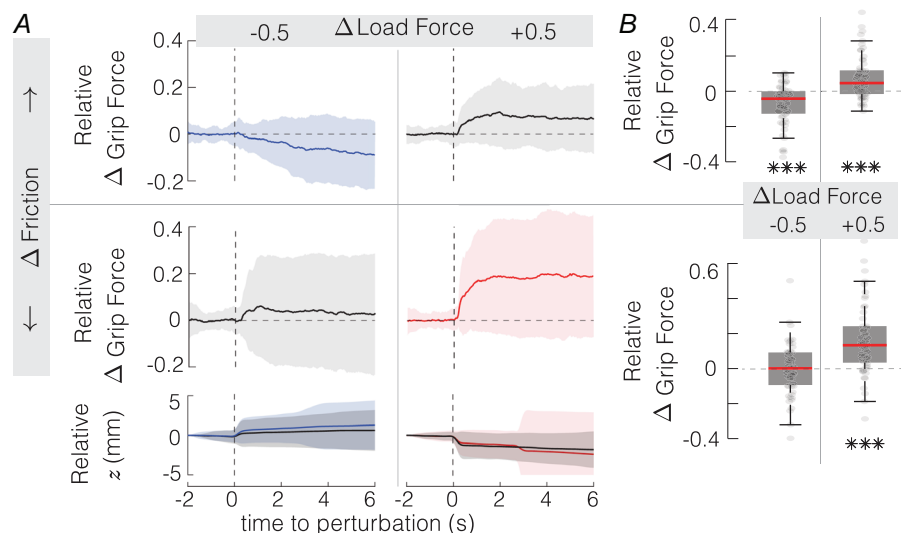 A
-0.5 ΔLoad Force +0.5
B
Δ Friction
← →
Relative
Δ Grip Force
0.4
0.2
0
-0.2
Relative
Δ Grip Force
0.4
0
0.4
*** ***
ΔLoad Force
-0.5 +0.5
Relative
Δ Grip Force
0.4
0.2
0
-0.2
Relative
Δ Grip Force
0.6
0
-0.4
***
Relative
z (mm)
5
0
-5
-2 0 2 4 6
-2 0 2 4 6
time to perturbation (s)